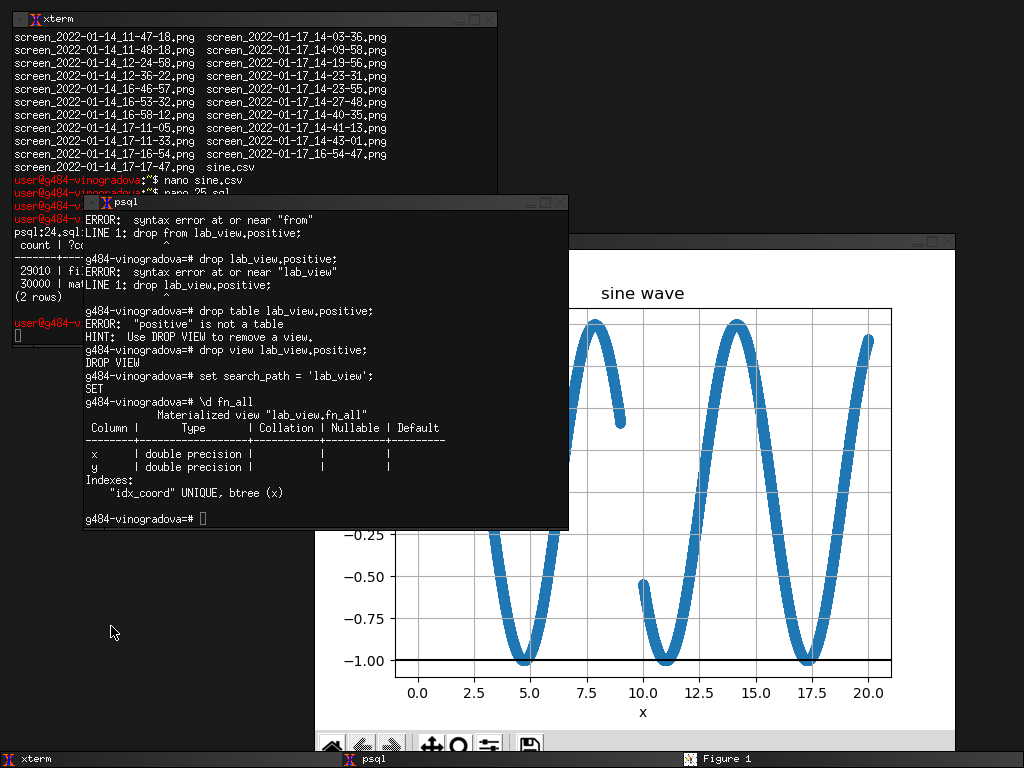 xterm
screen_2022-01-14_11-47-18.png  screen_2022-01-17_14-03-36.png
screen_2022-01-14_11-48-18.png  screen_2022-01-17_14-09-58.png
screen_2022-01-14_12-24-58.png  screen_2022-01-17_14-19-56.png
screen_2022-01-14_12-36-22.png  screen_2022-01-17_14-23-31.png
screen_2022-01-14_16-46-57.png  screen_2022-01-17_14-23-55.png
screen_2022-01-14_16-53-32.png  screen_2022-01-17_14-27-48.png
screen_2022-01-14_16-58-12.png  screen_2022-01-17_14-40-35.png
screen_2022-01-14_17-11-05.png  screen_2022-01-17_14-41-13.png
screen_2022-01-14_17-11-33.png  screen_2022-01-17_14-43-01.png
screen_2022-01-14_17-16-54.png  screen_2022-01-17_16-54-47.png
screen_2022-01-14_17-17-47.png  sine.csv
user@g484-vinogradova:~$ nano sine.csv
user@g484-vinogradova:~$ nano 25.sql
user@g48
user@g48
psql:24.sql:
count | ?co
-------+----
29010 | fil
30000 | mat
(2 rows)
user@g484-v
psql
ERROR:  syntax error at or near "from"
LINE 1: drop from lab_view.positive;
^
g484-vinogradova=# drop lab_view.positive;
ERROR:  syntax error at or near "lab_view"
LINE 1: drop lab_view.positive;
^
g484-vinogradova=# drop table lab_view.positive;
ERROR:  "positive" is not a table
HINT:  Use DROP VIEW to remove a view.
g484-vinogradova=# drop view lab_view.positive;
DROP VIEW
g484-vinogradova=# set search_path = 'lab_view';
SET
g484-vinogradova=# \d fn_all
Materialized view "lab_view.fn_all"
Column |       Type       | Collation | Nullable | Default
--------+------------------+-----------+----------+---------
x      | double precision |           |          |
y      | double precision |           |          |
Indexes:
"idx_coord" UNIQUE, btree (x)
g484-vinogradova=#
sine wave
−0.25
−0.50
−0.75
−1.00
0.0 2.5 5.0 7.5 10.0 12.5 15.0 17.5 20.0
x
xterm psql Figure 1